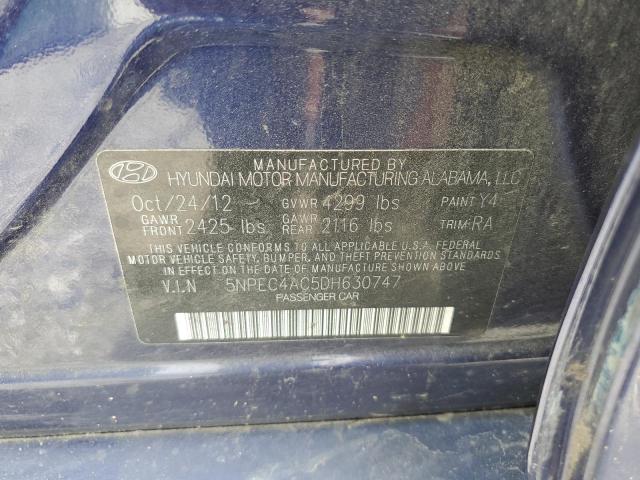 MANUFACTURED BY
HYUNDAI MOTOR MANUFACTURING ALABAMA, LLC
Oct/24/12 GVWR 4299 lbs PAINT Y4
GAWR FRONT 2425 lbs GAWR REAR 2116 lbs TRIM RA
THIS VEHICLE CONFORMS TO ALL APPLICABLE U.S.A. FEDERAL
MOTOR VEHICLE SAFETY, BUMPER, AND THEFT PREVENTION STANDARDS
IN EFFECT ON THE DATE OF MANUFACTURE SHOWN ABOVE
V.I.N 5NPEC4AC5DH630747
PASSENGER CAR